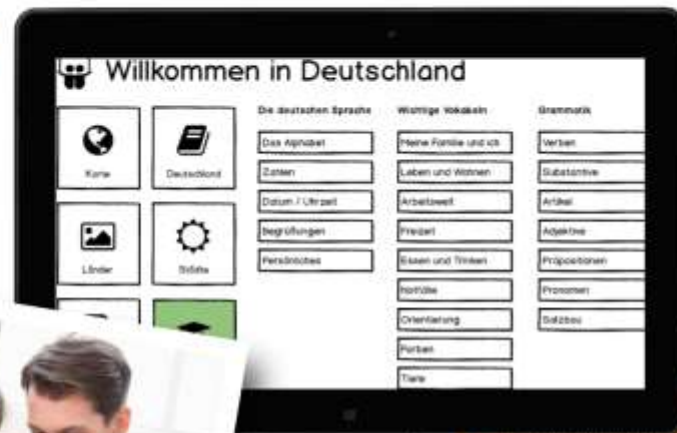 Willkommen in Deutschland
Die deutschen Sprache
Das Alphabet
Zahlen
Datum / Uhrzeit
Begrüßungen
Persönliches
Wichtige Vokabeln
Meine Familie und ich
Leben und Wohnen
Arbeitswelt
Freizeit
Essen und Trinken
Notfälle
Orientierung
Farben
Tiere
Grammatik
Verben
Substantive
Artikel
Adjektive
Präpositionen
Pronomen
Satzbau
Karte
Deutschland
Länder
Städte